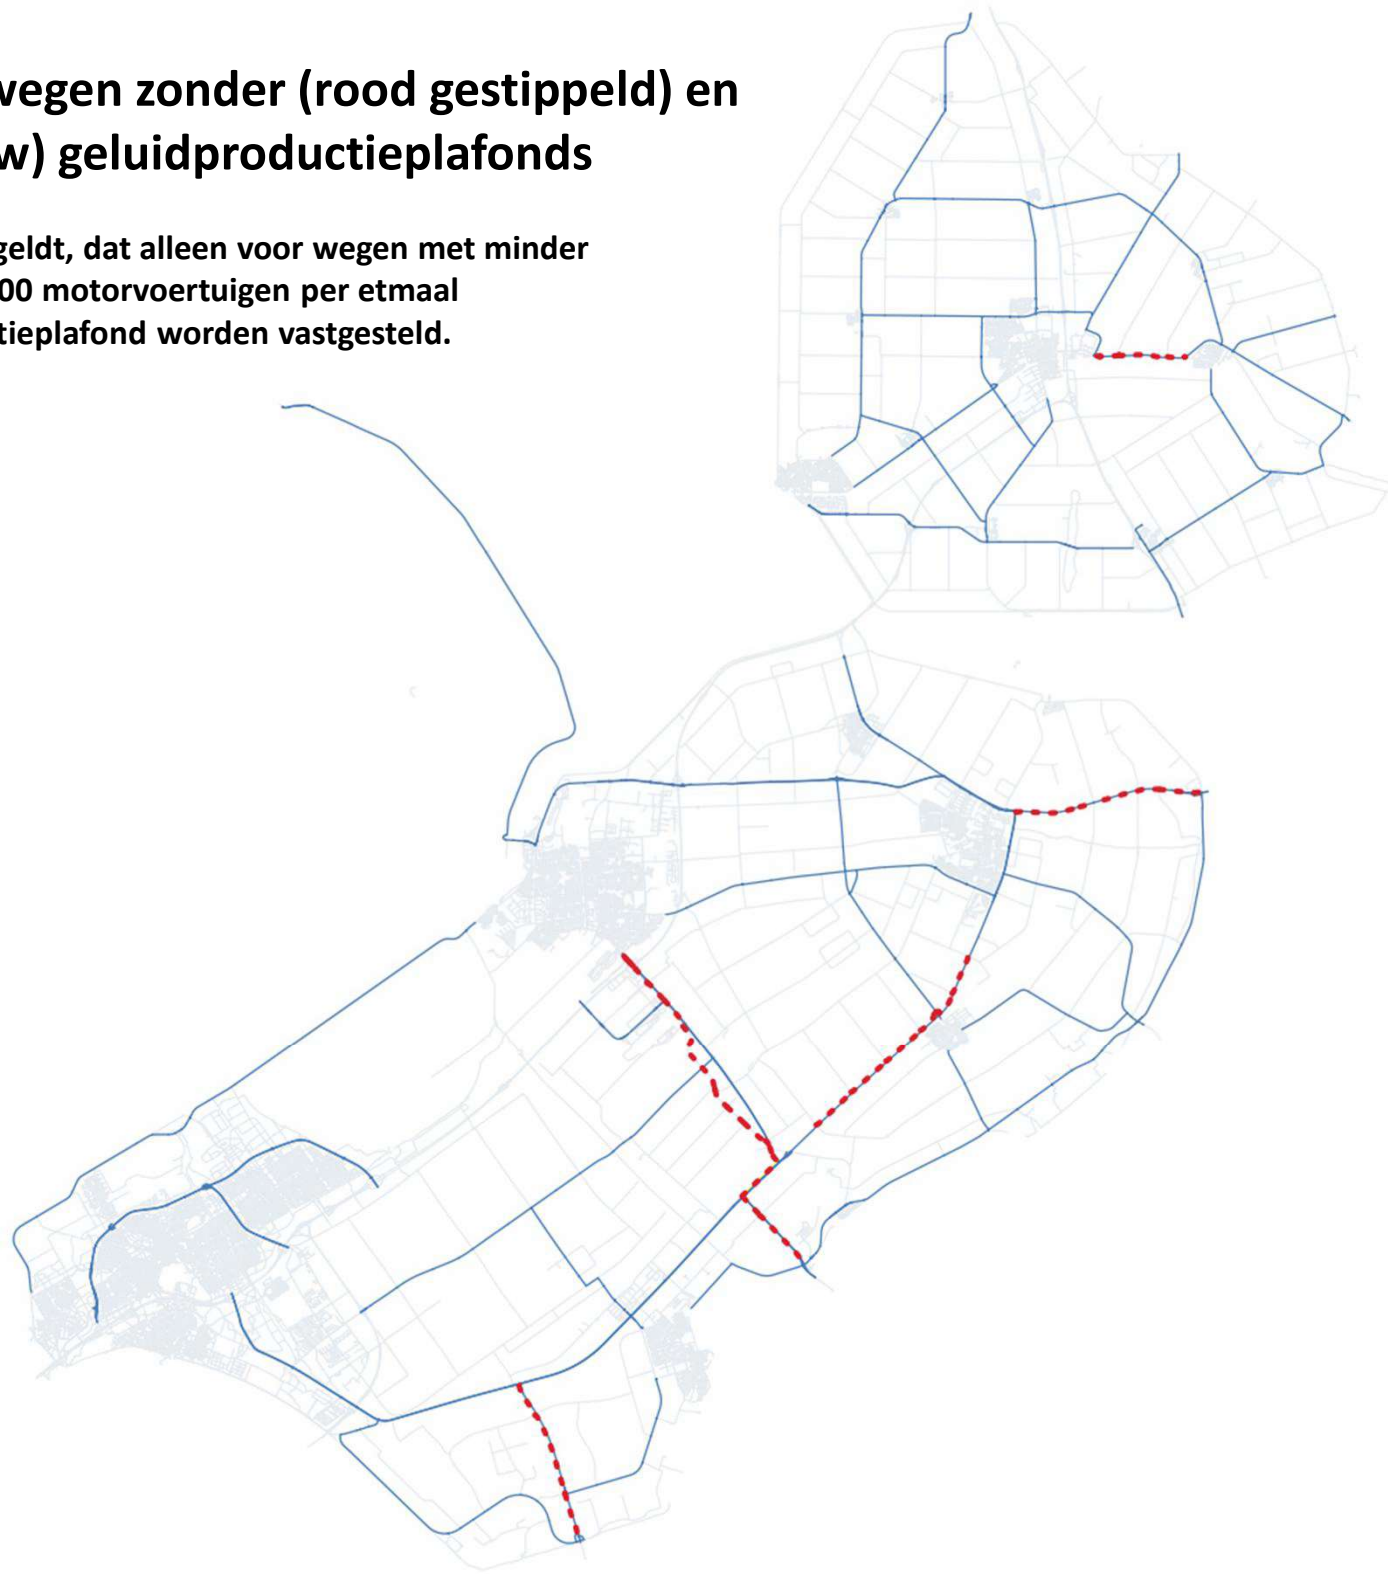 wegen zonder (rood gestippeld) en
w) geluidproductieplafonds
geldt, dat alleen voor wegen met minder
00 motorvoertuigen per etmaal
tieplafond worden vastgesteld.